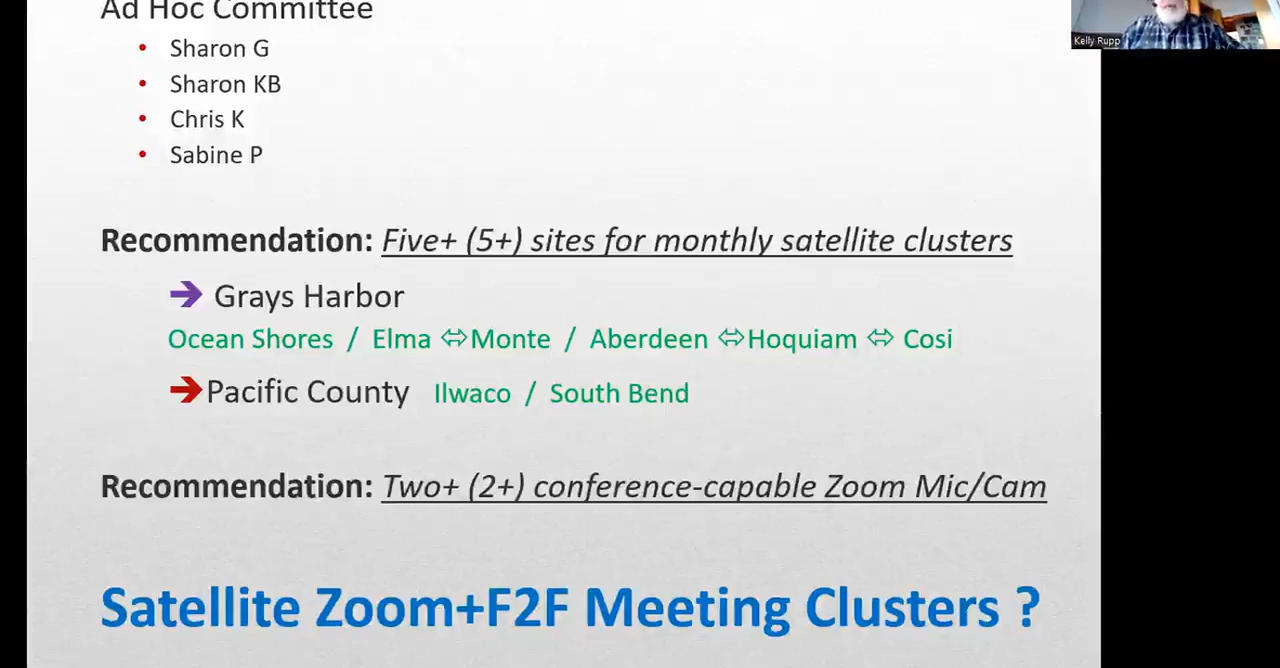 Ad Hoc Committee
Kelly Rupp
• Sharon G
• Sharon KB
• Chris K
• Sabine P
Recommendation: Five+ (5+) sites for monthly satellite clusters
➔ Grays Harbor
Ocean Shores / Elma ⬄Monte / Aberdeen ⬄Hoquiam ⬄ Cosi
➔Pacific County Ilwaco / South Bend
Recommendation: Two+ (2+) conference-capable Zoom Mic/Cam
Satellite Zoom+F2F Meeting Clusters ?